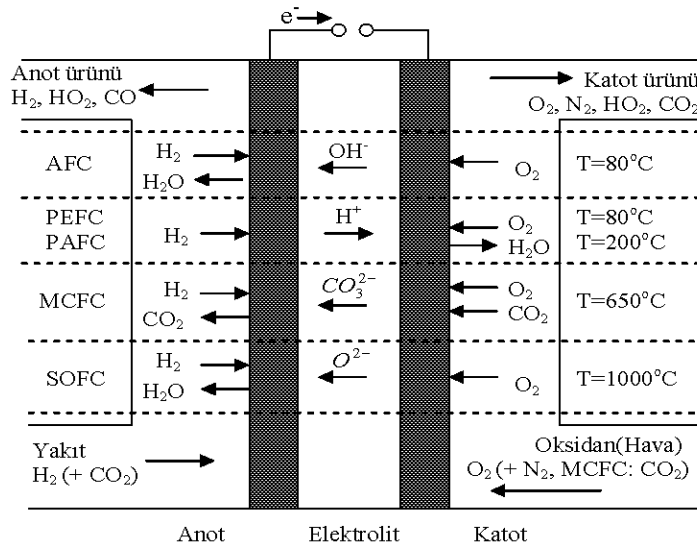 e⁻
Anot ürünü
H₂, HO₂, CO
Katot ürünü
O₂, N₂, HO₂, CO₂
AFC
H₂
H₂O
OH⁻
O₂
T=80°C
PEFC
PAFC
H₂
H⁺
O₂
H₂O
T=80°C
T=200°C
MCFC
H₂
CO₂
CO₃²⁻
O₂
CO₂
T=650°C
SOFC
H₂
H₂O
O²⁻
O₂
T=1000°C
Yakıt
H₂ (+ CO₂)
Oksidan(Hava)
O₂ (+ N₂, MCFC: CO₂)
Anot Elektrolit Katot